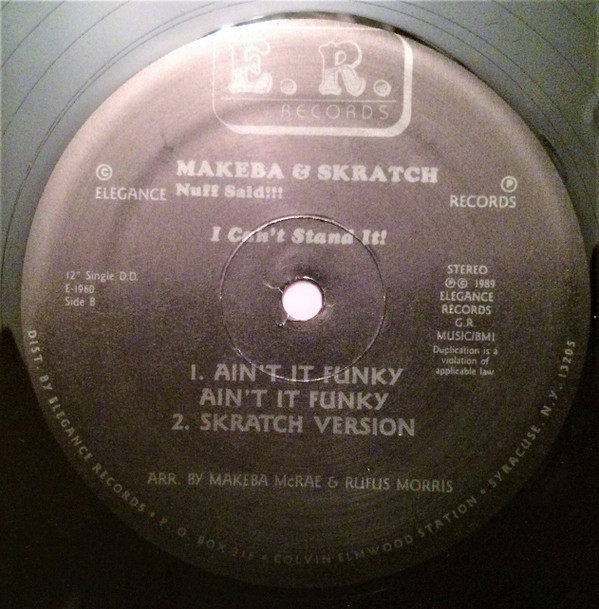 E. R.
RECORDS
MAKEBA & SKRATCH
Nuff Said!!!
© ELEGANCE
℗ RECORDS
I Can't Stand It!
12" Single D.D.
E-1960
Side B
STEREO
℗© 1989
ELEGANCE
RECORDS
G.R.
MUSIC/BMI
Duplication is a
violation of
applicable law
1. AIN'T IT FUNKY
AIN'T IT FUNKY
2. SKRATCH VERSION
ARR. BY MAKEBA McRAE & RUFUS MORRIS
DIST. BY ELEGANCE RECORDS • P. O. BOX • COLVIN ELMWOOD STATION • SYRACUSE, N.Y. 13205